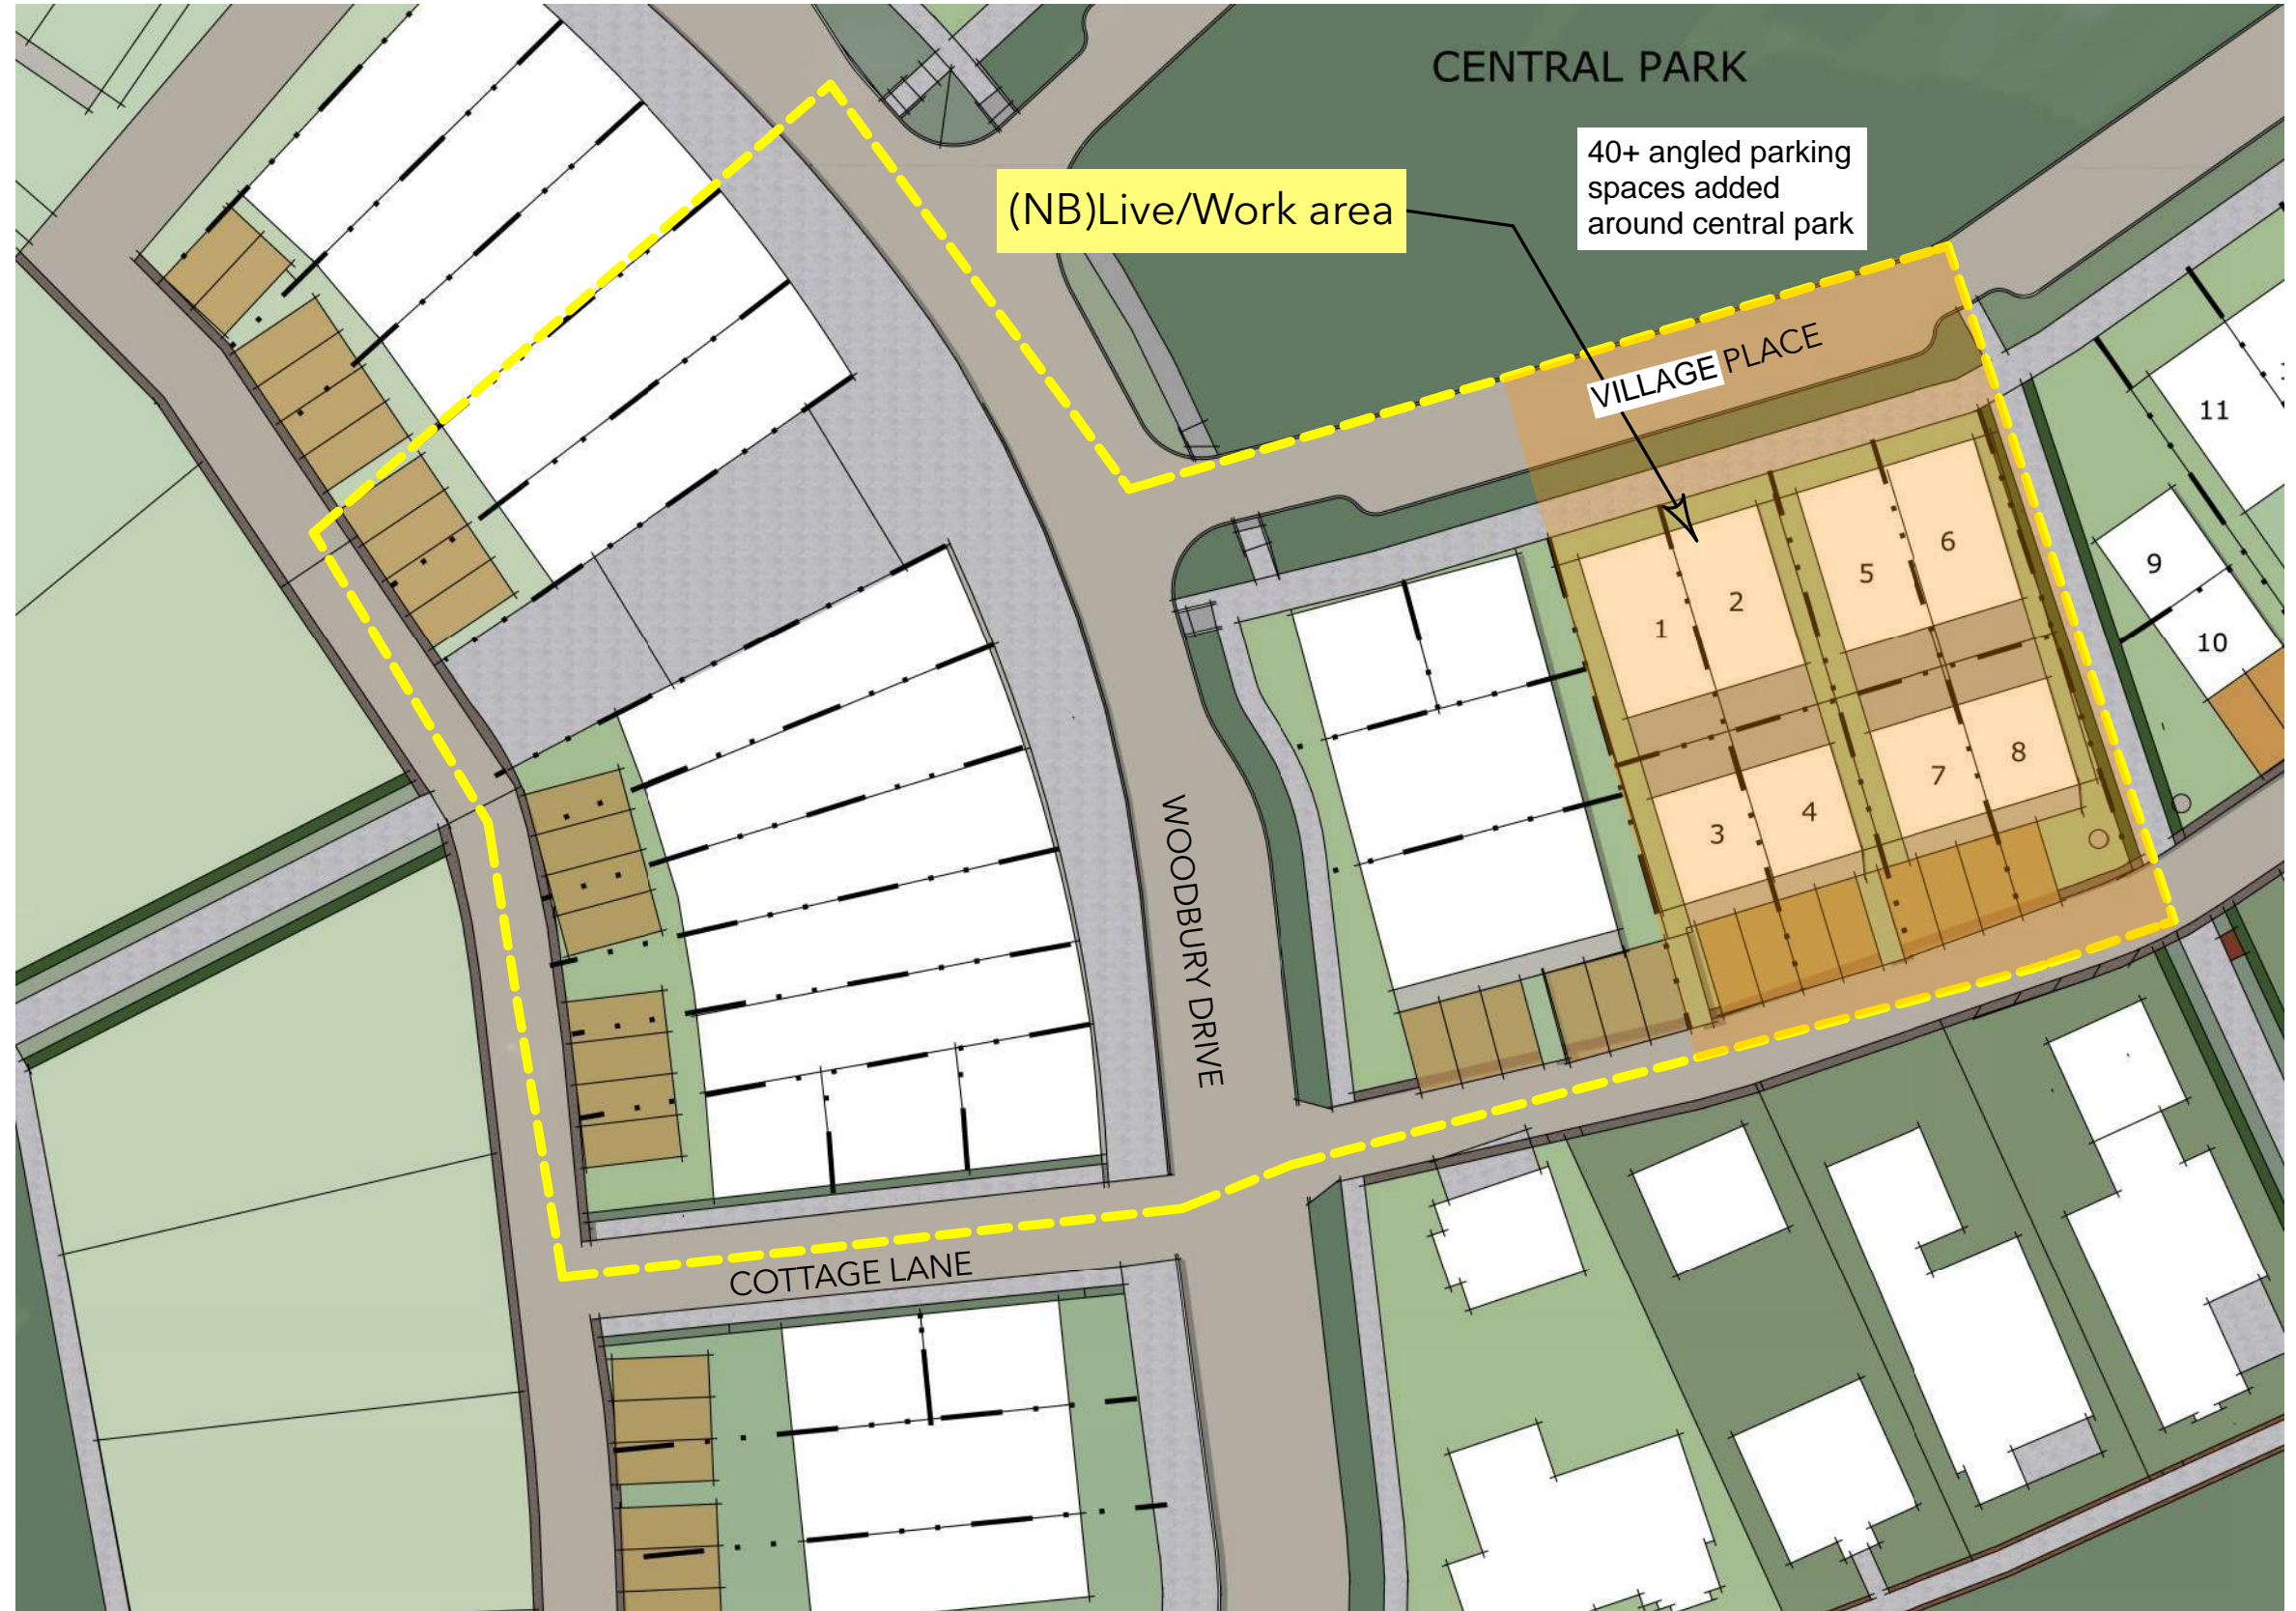 CENTRAL PARK
40+ angled parking
spaces added
around central park
(NB)Live/Work area
VILLAGE PLACE
11
9
10
1
2
5
6
3
4
7
8
WOODBURY DRIVE
COTTAGE LANE